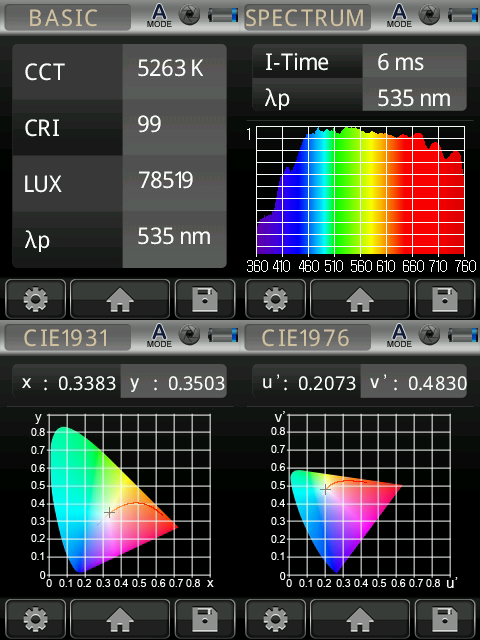 BASIC
A
MODE
CCT 5263 K
CRI 99
LUX 78519
λp 535 nm
SPECTRUM
A
MODE
I-Time 6 ms
λp 535 nm
1
360 410 460 510 560 610 660 710 760
CIE1931
A
MODE
x : 0.3383 y : 0.3503
y
0.8
0.7
0.6
0.5
0.4
0.3
0.2
0.1
0
0 0.1 0.2 0.3 0.4 0.5 0.6 0.7 0.8 x
CIE1976
A
MODE
u' : 0.2073 v' : 0.4830
v'
0.8
0.7
0.6
0.5
0.4
0.3
0.2
0.1
0
0 0.1 0.2 0.3 0.4 0.5 0.6 0.7 0.8 u'